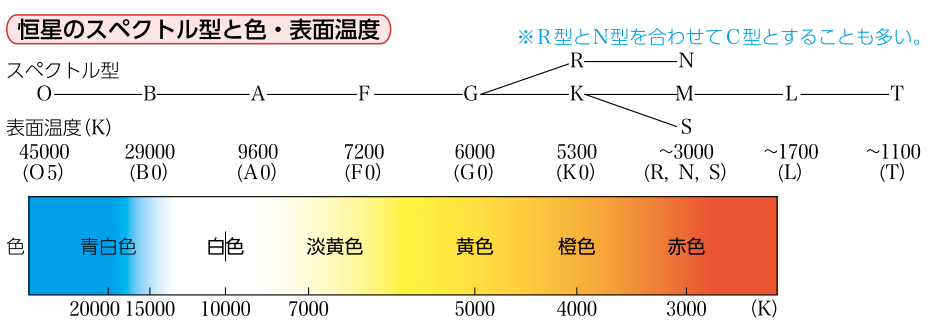 恒星のスペクトル型と色・表面温度
※R型とN型を合わせてC型とすることも多い。
スペクトル型
R N
O B A F G K M L T
S
表面温度(K)
45000 29000 9600 7200 6000 5300 ~3000 ~1700 ~1100
(O5) (B0) (A0) (F0) (G0) (K0) (R, N, S) (L) (T)
色 青白色 白色 淡黄色 黄色 橙色 赤色
20000 15000 10000 7000 5000 4000 3000 (K)